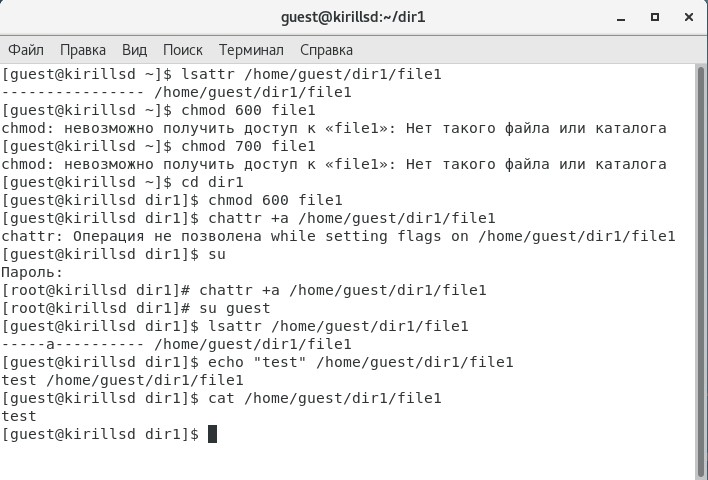 guest@kirillsd:~/dir1
Файл Правка Вид Поиск Терминал Справка
[guest@kirillsd ~]$ lsattr /home/guest/dir1/file1
---------------- /home/guest/dir1/file1
[guest@kirillsd ~]$ chmod 600 file1
chmod: невозможно получить доступ к «file1»: Нет такого файла или каталога
[guest@kirillsd ~]$ chmod 700 file1
chmod: невозможно получить доступ к «file1»: Нет такого файла или каталога
[guest@kirillsd ~]$ cd dir1
[guest@kirillsd dir1]$ chmod 600 file1
[guest@kirillsd dir1]$ chattr +a /home/guest/dir1/file1
chattr: Операция не позволена while setting flags on /home/guest/dir1/file1
[guest@kirillsd dir1]$ su
Пароль:
[root@kirillsd dir1]# chattr +a /home/guest/dir1/file1
[root@kirillsd dir1]# su guest
[guest@kirillsd dir1]$ lsattr /home/guest/dir1/file1
-----a---------- /home/guest/dir1/file1
[guest@kirillsd dir1]$ echo "test" /home/guest/dir1/file1
test /home/guest/dir1/file1
[guest@kirillsd dir1]$ cat /home/guest/dir1/file1
test
[guest@kirillsd dir1]$